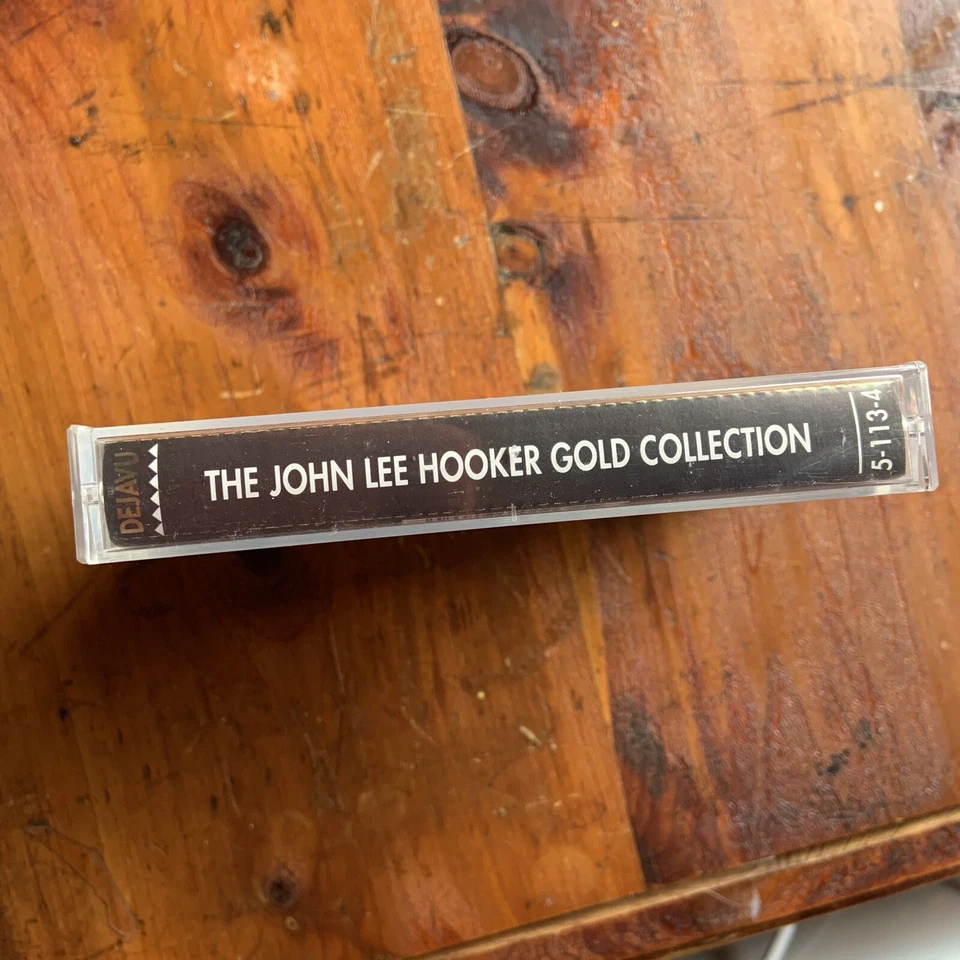 DEJAVU
THE JOHN LEE HOOKER GOLD COLLECTION
5-113-4